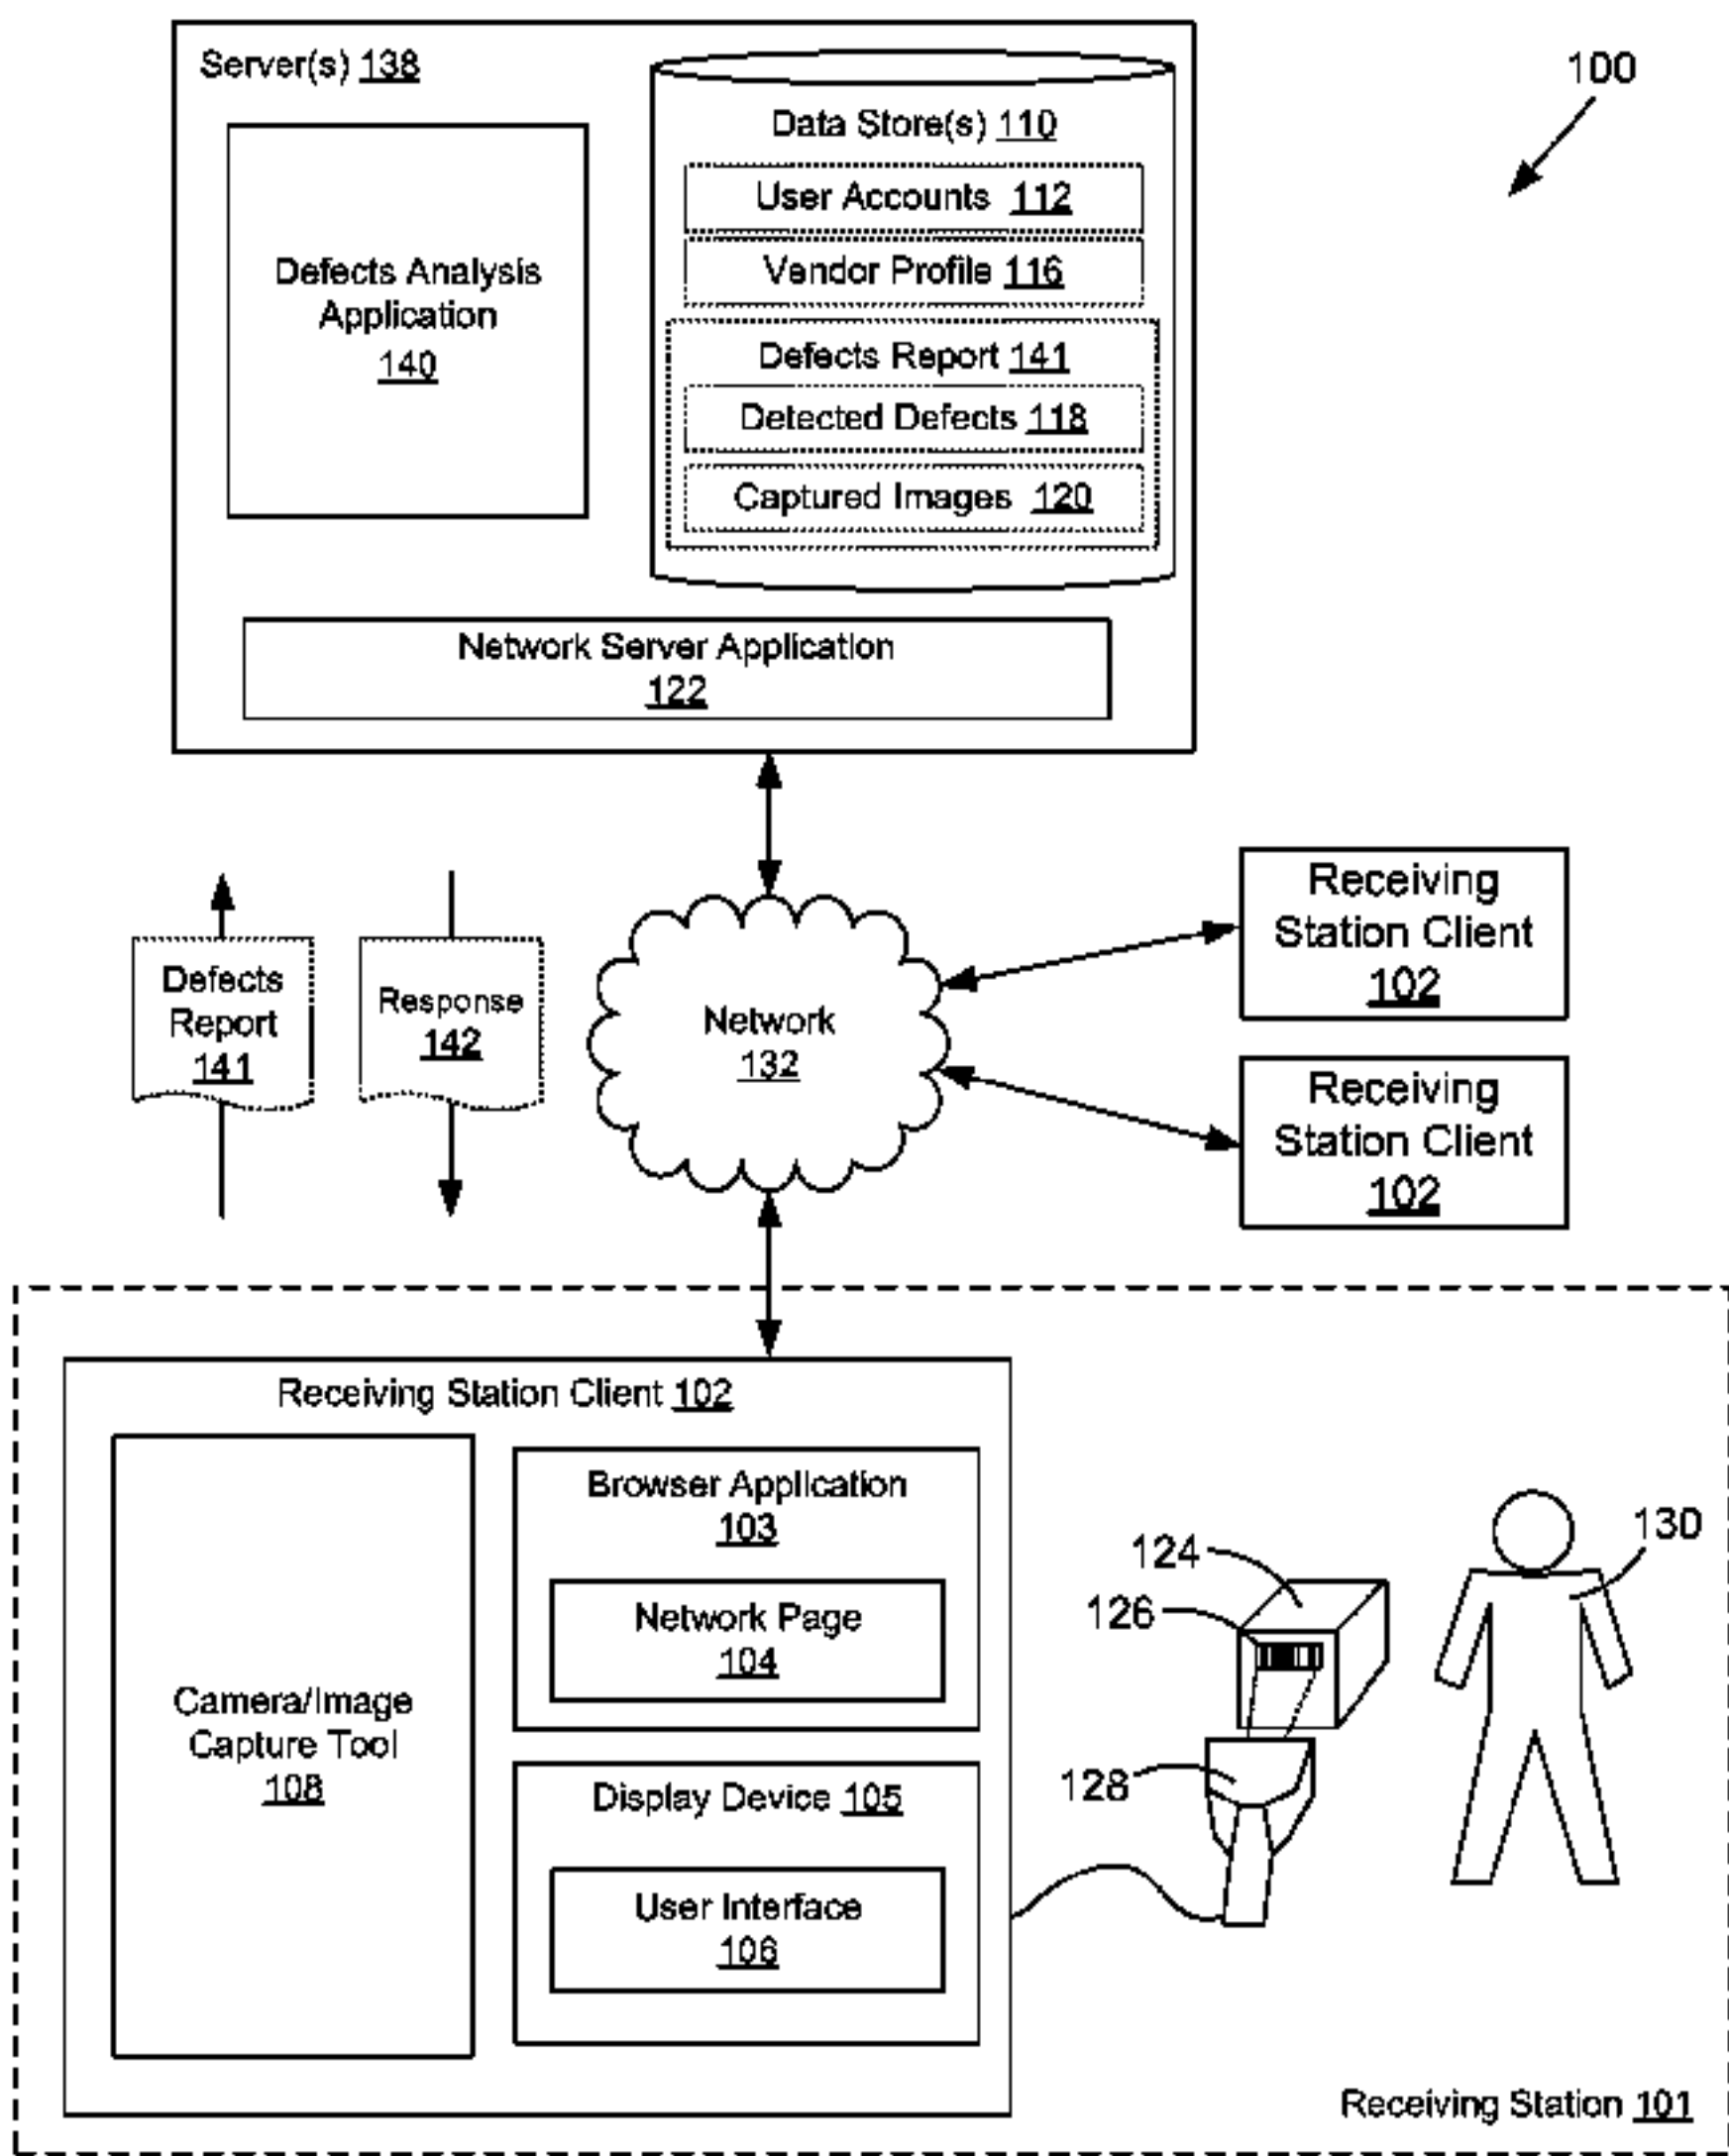 Server(s) 138
100
Data Store(s) 110
User Accounts 112
Vendor Profile 116
Defects Analysis
Application
140
Defects Report 141
Detected Defects 118
Captured Images 120
Network Server Application
122
Defects
Report
141
Response
142
Network
132
Receiving
Station Client
102
Receiving
Station Client
102
Receiving Station Client 102
Camera/Image
Capture Tool
108
Browser Application
103
Network Page
104
Display Device 105
User Interface
106
124
126
128
130
Receiving Station 101